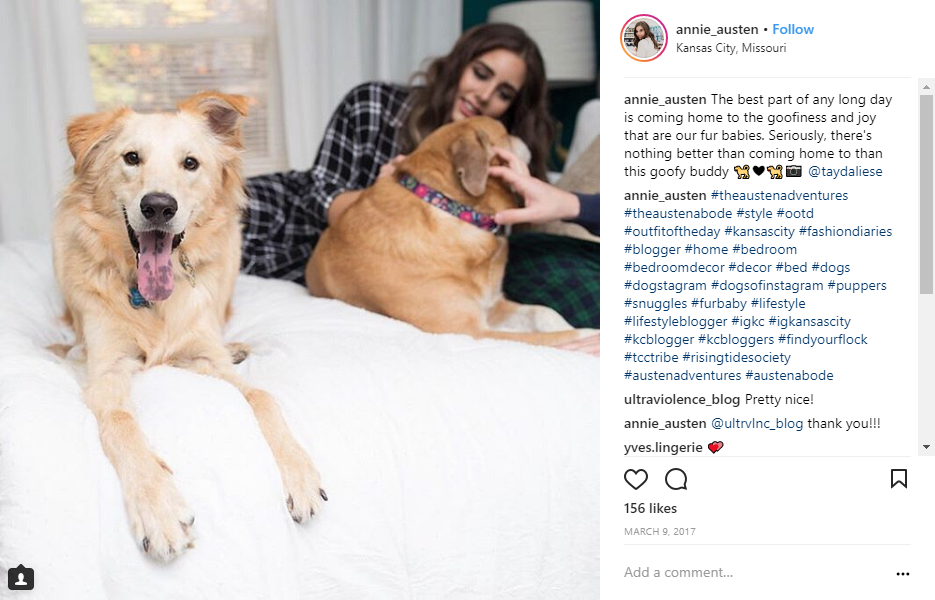 annie_austen • Follow
Kansas City, Missouri
annie_austen The best part of any long day
is coming home to the goofiness and joy
that are our fur babies. Seriously, there's
nothing better than coming home to than
this goofy buddy 🐕🖤🐕📷 @taydaliese
annie_austen #theaustenadventures
#theaustenabode #style #ootd
#outfitoftheday #kansascity #fashiondiaries
#blogger #home #bedroom
#bedroomdecor #decor #bed #dogs
#dogstagram #dogsofinstagram #puppers
#snuggles #furbaby #lifestyle
#lifestyleblogger #igkc #igkansascity
#kcblogger #kcbloggers #findyourflock
#tcctribe #risingtidesociety
#austenadventures #austenabode
ultraviolence_blog Pretty nice!
annie_austen @ultrvlnc_blog thank you!!!
yves.lingerie 💕
156 likes
MARCH 9, 2017
Add a comment...